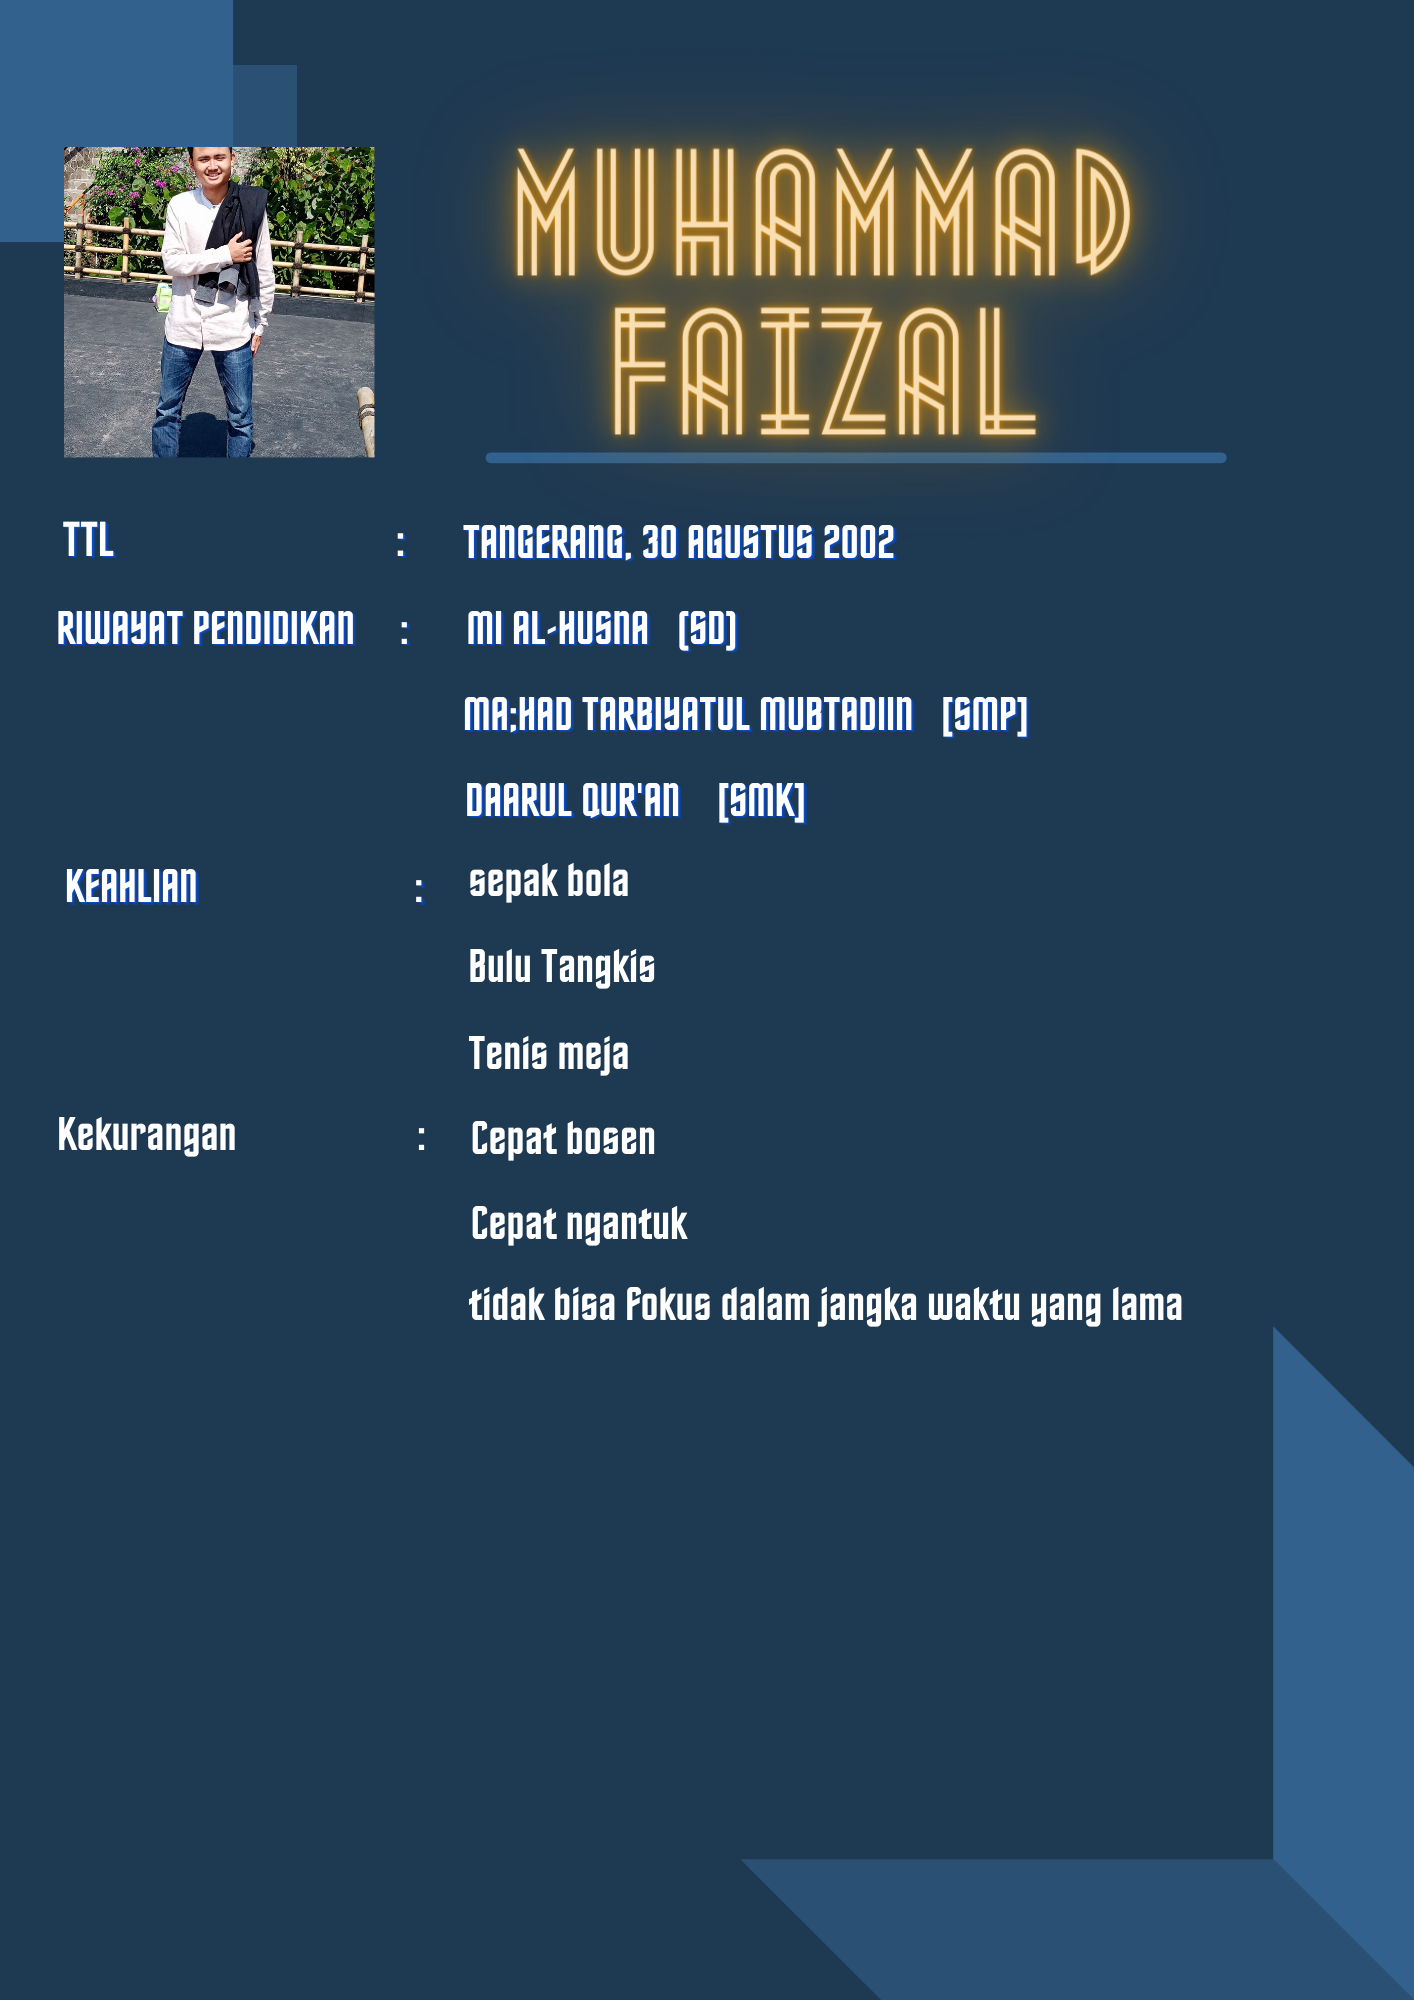 MUHAMMAD
FAIZAL
TTL : TANGERANG, 30 AGUSTUS 2002
RIWAYAT PENDIDIKAN : MI AL-HUSNA (SD)
MA;HAD TARBIYATUL MUBTADIIN [SMP]
DAARUL QUR'AN [SMK]
KEAHLIAN : sepak bola
Bulu Tangkis
Tenis meja
Kekurangan : Cepat bosen
Cepat ngantuk
tidak bisa fokus dalam jangka waktu yang lama